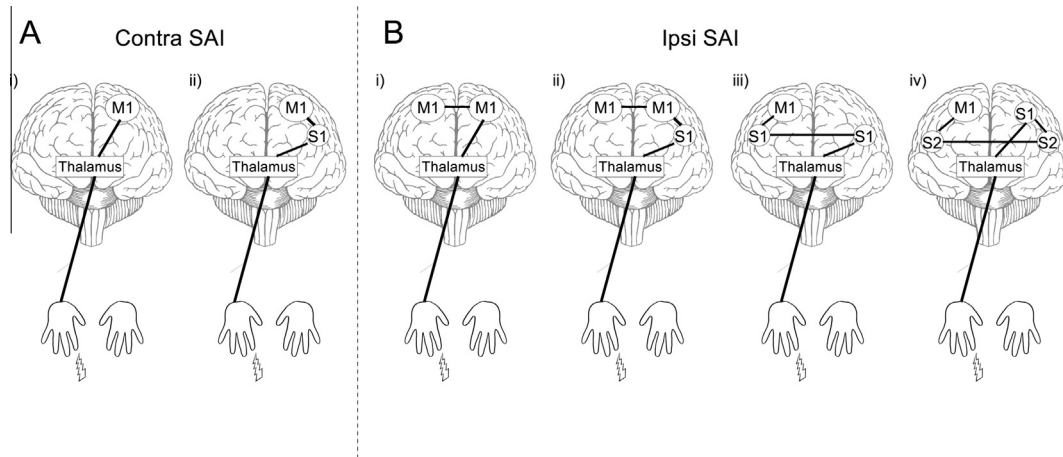 A
Contra SAI
i)
M1
Thalamus
ii)
M1
S1
Thalamus
B
Ipsi SAI
i)
M1 M1
Thalamus
ii)
M1 M1
S1
Thalamus
iii)
M1
S1 S1
Thalamus
iv)
M1
S1
S2 S2
Thalamus